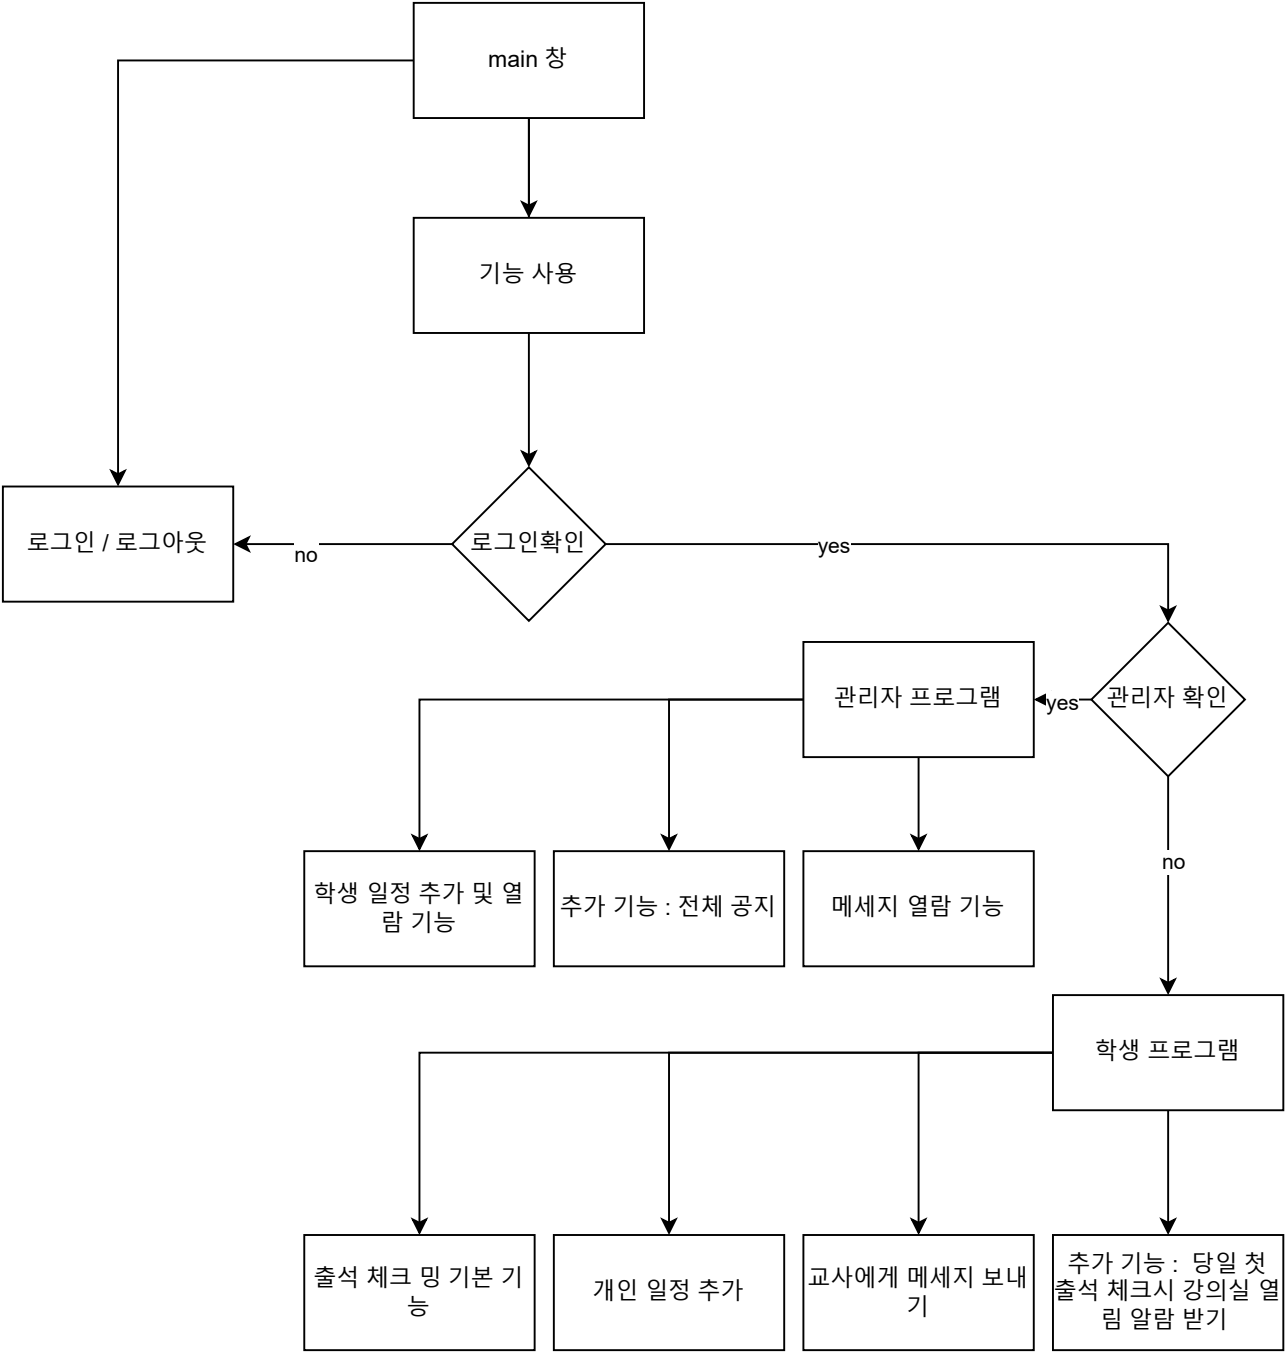 main 창
기능 사용
로그인 / 로그아웃
no
로그인확인
yes
관리자 프로그램
yes
관리자 확인
학생 일정 추가 및 열
람 기능
추가 기능 : 전체 공지
메세지 열람 기능
no
학생 프로그램
출석 체크 밍 기본 기
능
개인 일정 추가
교사에게 메세지 보내
기
추가 기능 :  당일 첫
출석 체크시 강의실 열
림 알람 받기